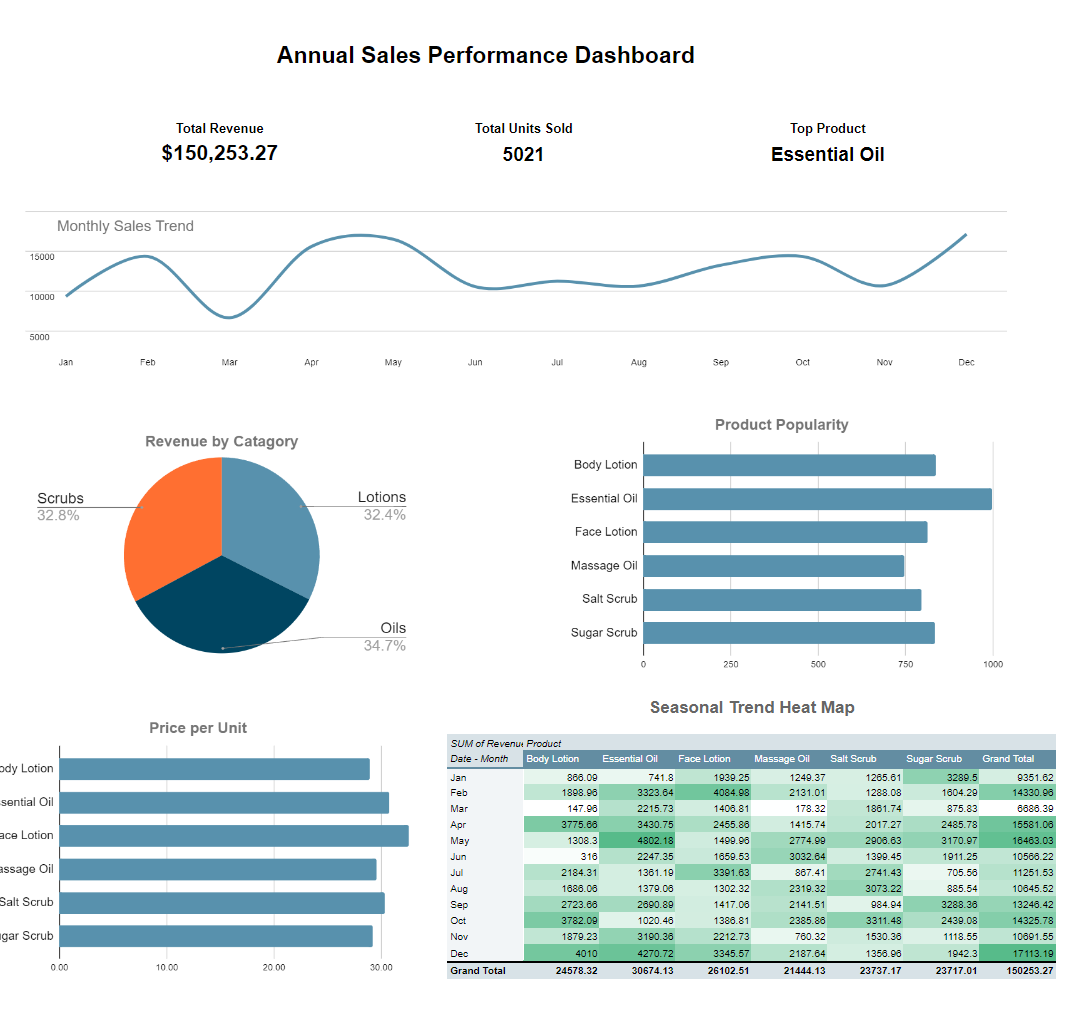 Annual Sales Performance Dashboard
Total Revenue
$150,253.27
Total Units Sold
5021
Top Product
Essential Oil
Monthly Sales Trend
15000
10000
5000
Jan Feb Mar Apr May Jun Jul Aug Sep Oct Nov Dec
Revenue by Catagory
Scrubs
32.8%
Lotions
32.4%
Oils
34.7%
Product Popularity
Body Lotion
Essential Oil
Face Lotion
Massage Oil
Salt Scrub
Sugar Scrub
0 250 500 750 1000
Price per Unit
ody Lotion
sential Oil
ace Lotion
assage Oil
Salt Scrub
gar Scrub
0.00 10.00 20.00 30.00
Seasonal Trend Heat Map
SUM of Revenu Product
Date - Month Body Lotion Essential Oil Face Lotion Massage Oil Salt Scrub Sugar Scrub Grand Total
Jan 866.09 741.8 1939.25 1249.37 1265.61 3289.5 9351.62
Feb 1898.96 3323.64 4084.98 2131.01 1288.08 1604.29 14330.96
Mar 147.96 2215.73 1406.81 178.32 1861.74 875.83 6686.39
Apr 3775.66 3430.75 2455.86 1415.74 2017.27 2485.78 15581.06
May 1308.3 4802.18 1499.96 2774.99 2906.63 3170.97 16463.03
Jun 316 2247.35 1659.53 3032.64 1399.45 1911.25 10566.22
Jul 2184.31 1361.19 3391.63 867.41 2741.43 705.56 11251.53
Aug 1686.06 1379.06 1302.32 2319.32 3073.22 885.54 10645.52
Sep 2723.66 2690.89 1417.06 2141.51 984.94 3288.36 13246.42
Oct 3782.09 1020.46 1386.81 2385.86 3311.48 2439.08 14325.78
Nov 1879.23 3190.36 2212.73 760.32 1530.36 1118.55 10691.55
Dec 4010 4270.72 3345.57 2187.64 1356.96 1942.3 17113.19
Grand Total 24578.32 30674.13 26102.51 21444.13 23737.17 23717.01 150253.27